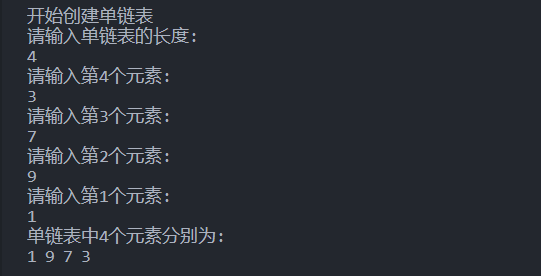 开始创建单链表
请输入单链表的长度:
4
请输入第4个元素:
3
请输入第3个元素:
7
请输入第2个元素:
9
请输入第1个元素:
1
单链表中4个元素分别为:
1 9 7 3